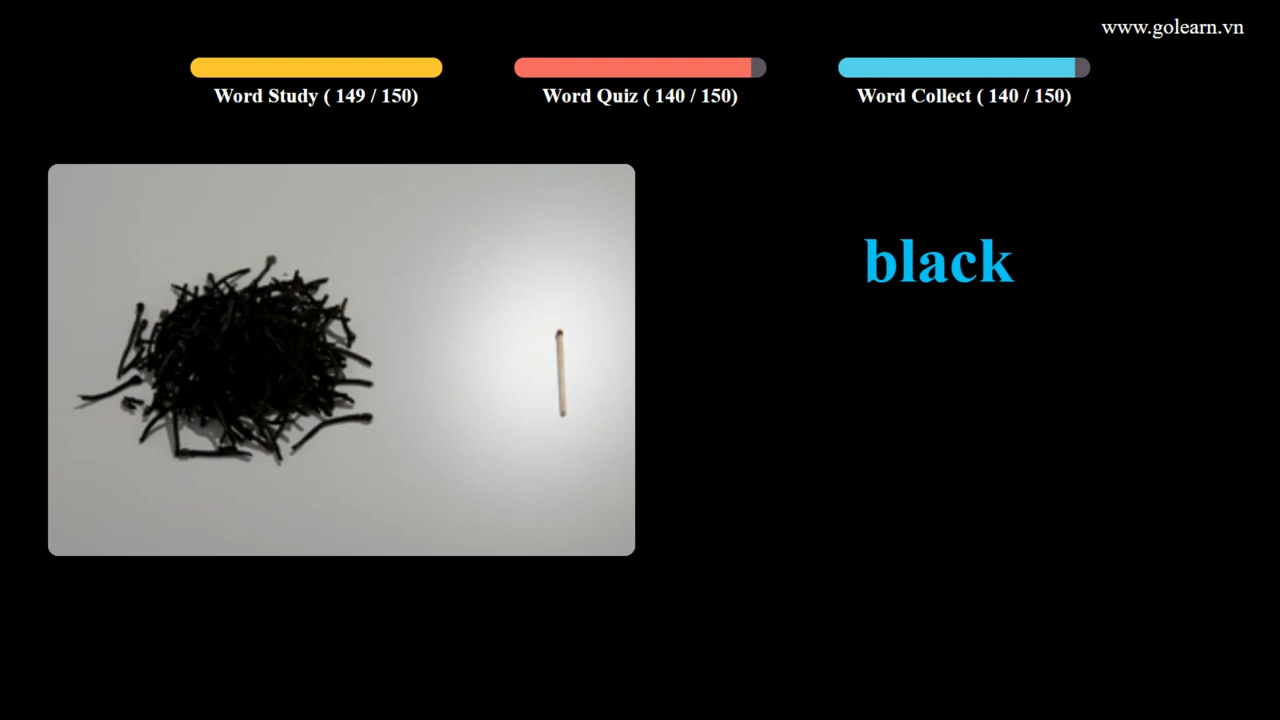 www.golearn.vn
Word Study ( 149 / 150)
Word Quiz ( 140 / 150)
Word Collect ( 140 / 150)
black